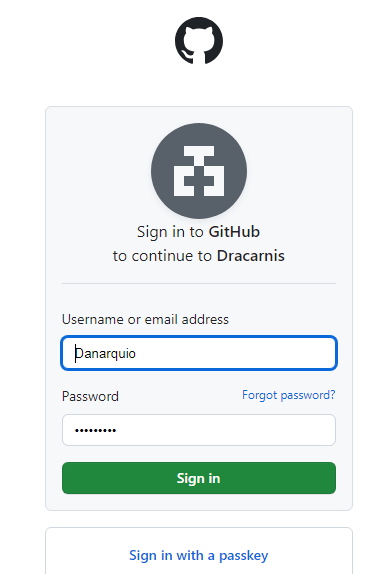 Sign in to GitHub
to continue to Dracarnis
Username or email address
Danarquio
Password
Forgot password?
•••••••••
Sign in
Sign in with a passkey